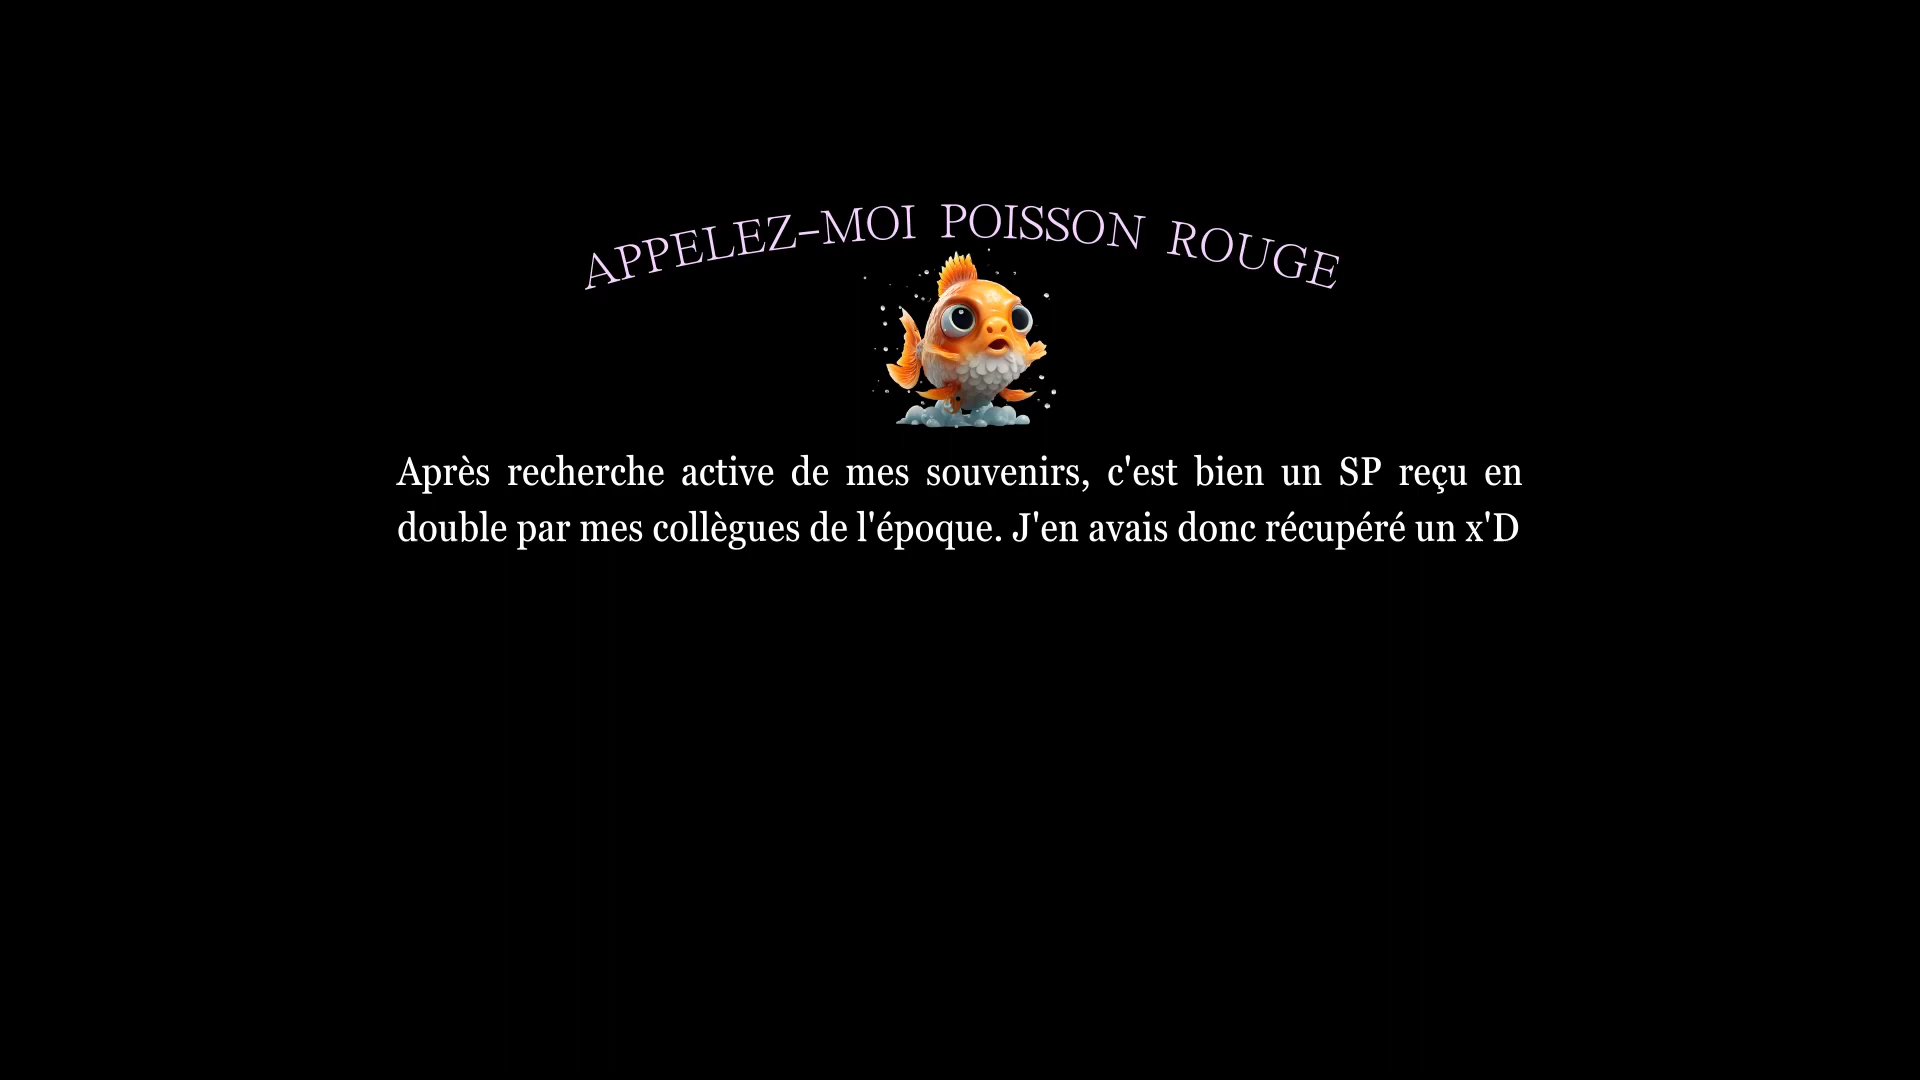 APPELEZ-MOI POISSON ROUGE
Après recherche active de mes souvenirs, c'est bien un SP reçu en
double par mes collègues de l'époque. J'en avais donc récupéré un x'D